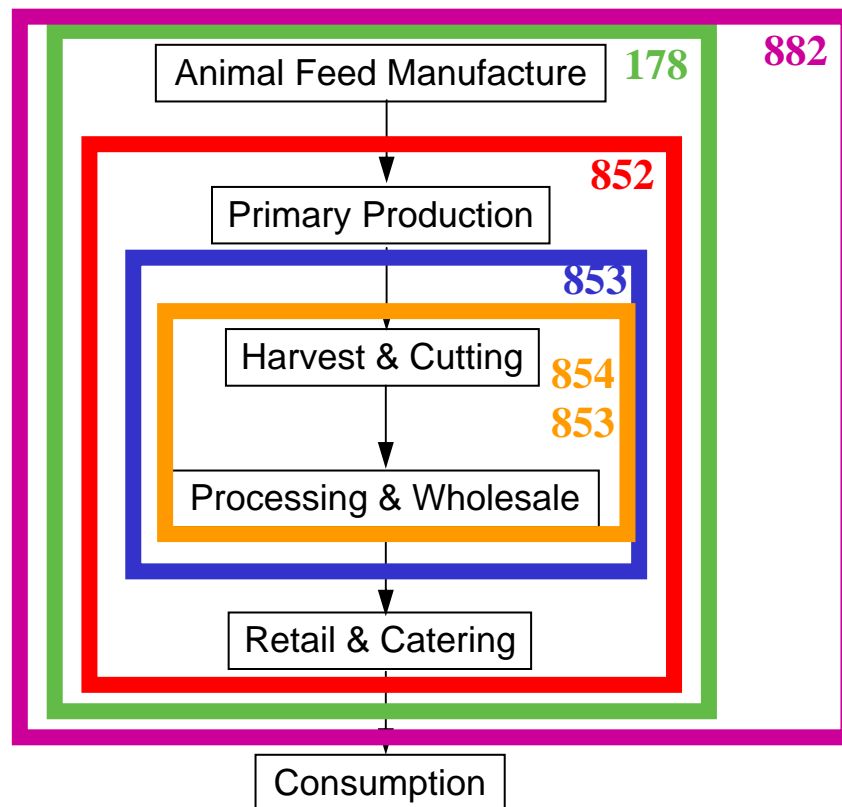 882
Animal Feed Manufacture 178
852
Primary Production
853
Harvest & Cutting
854
853
Processing & Wholesale
Retail & Catering
Consumption